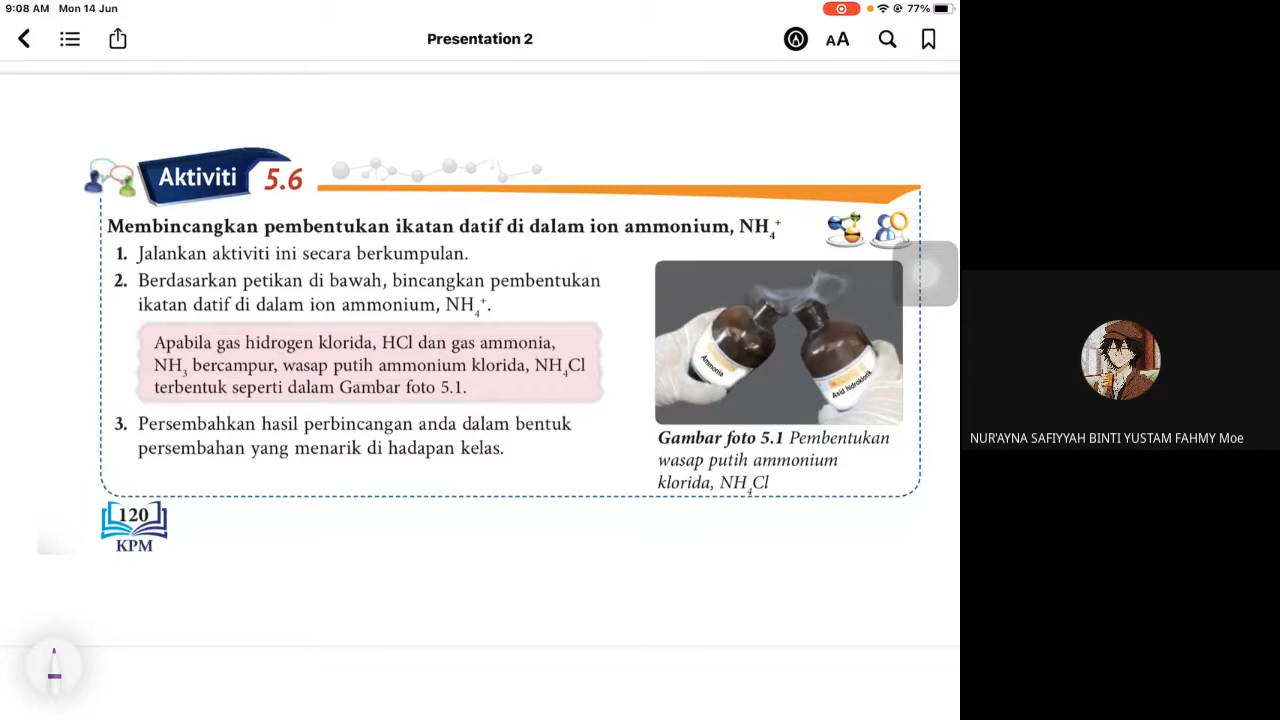 9:08 AM Mon 14 Jun
77%
Presentation 2
AA
Aktiviti 5.6
Membincangkan pembentukan ikatan datif di dalam ion ammonium, NH₄⁺
1. Jalankan aktiviti ini secara berkumpulan.
2. Berdasarkan petikan di bawah, bincangkan pembentukan
ikatan datif di dalam ion ammonium, NH₄⁺.
Apabila gas hidrogen klorida, HCl dan gas ammonia,
NH₃ bercampur, wasap putih ammonium klorida, NH₄Cl
terbentuk seperti dalam Gambar foto 5.1.
3. Persembahkan hasil perbincangan anda dalam bentuk
persembahan yang menarik di hadapan kelas.
Ammonia
Asid hidroklorik
Gambar foto 5.1 Pembentukan
wasap putih ammonium
klorida, NH₄Cl
120
KPM
NUR'AYNA SAFIYYAH BINTI YUSTAM FAHMY Moe